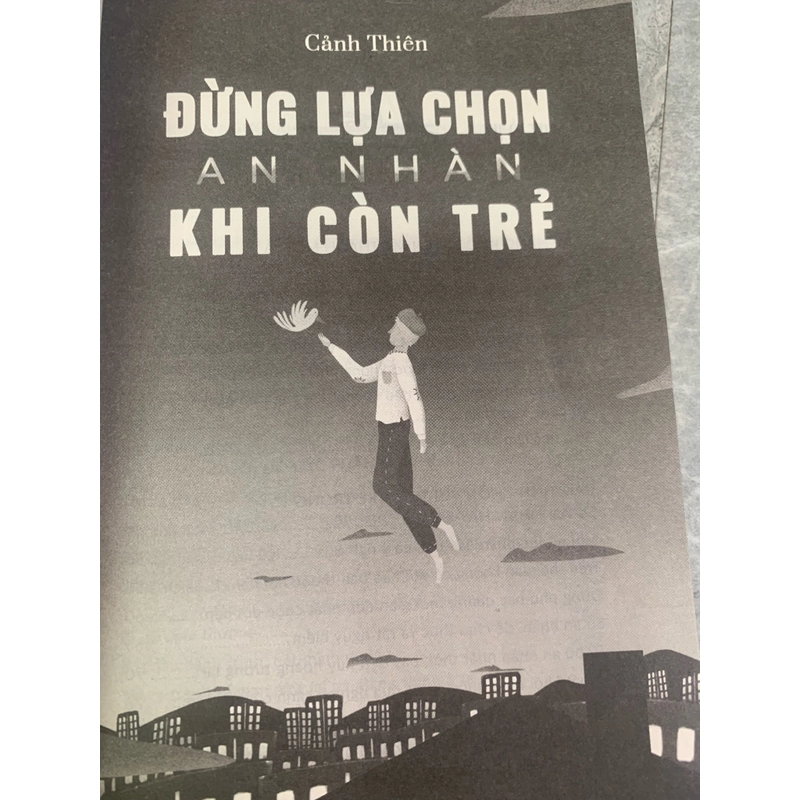 Cảnh Thiên
ĐỪNG LỰA CHỌN
AN NHÀN
KHI CÒN TRẺ